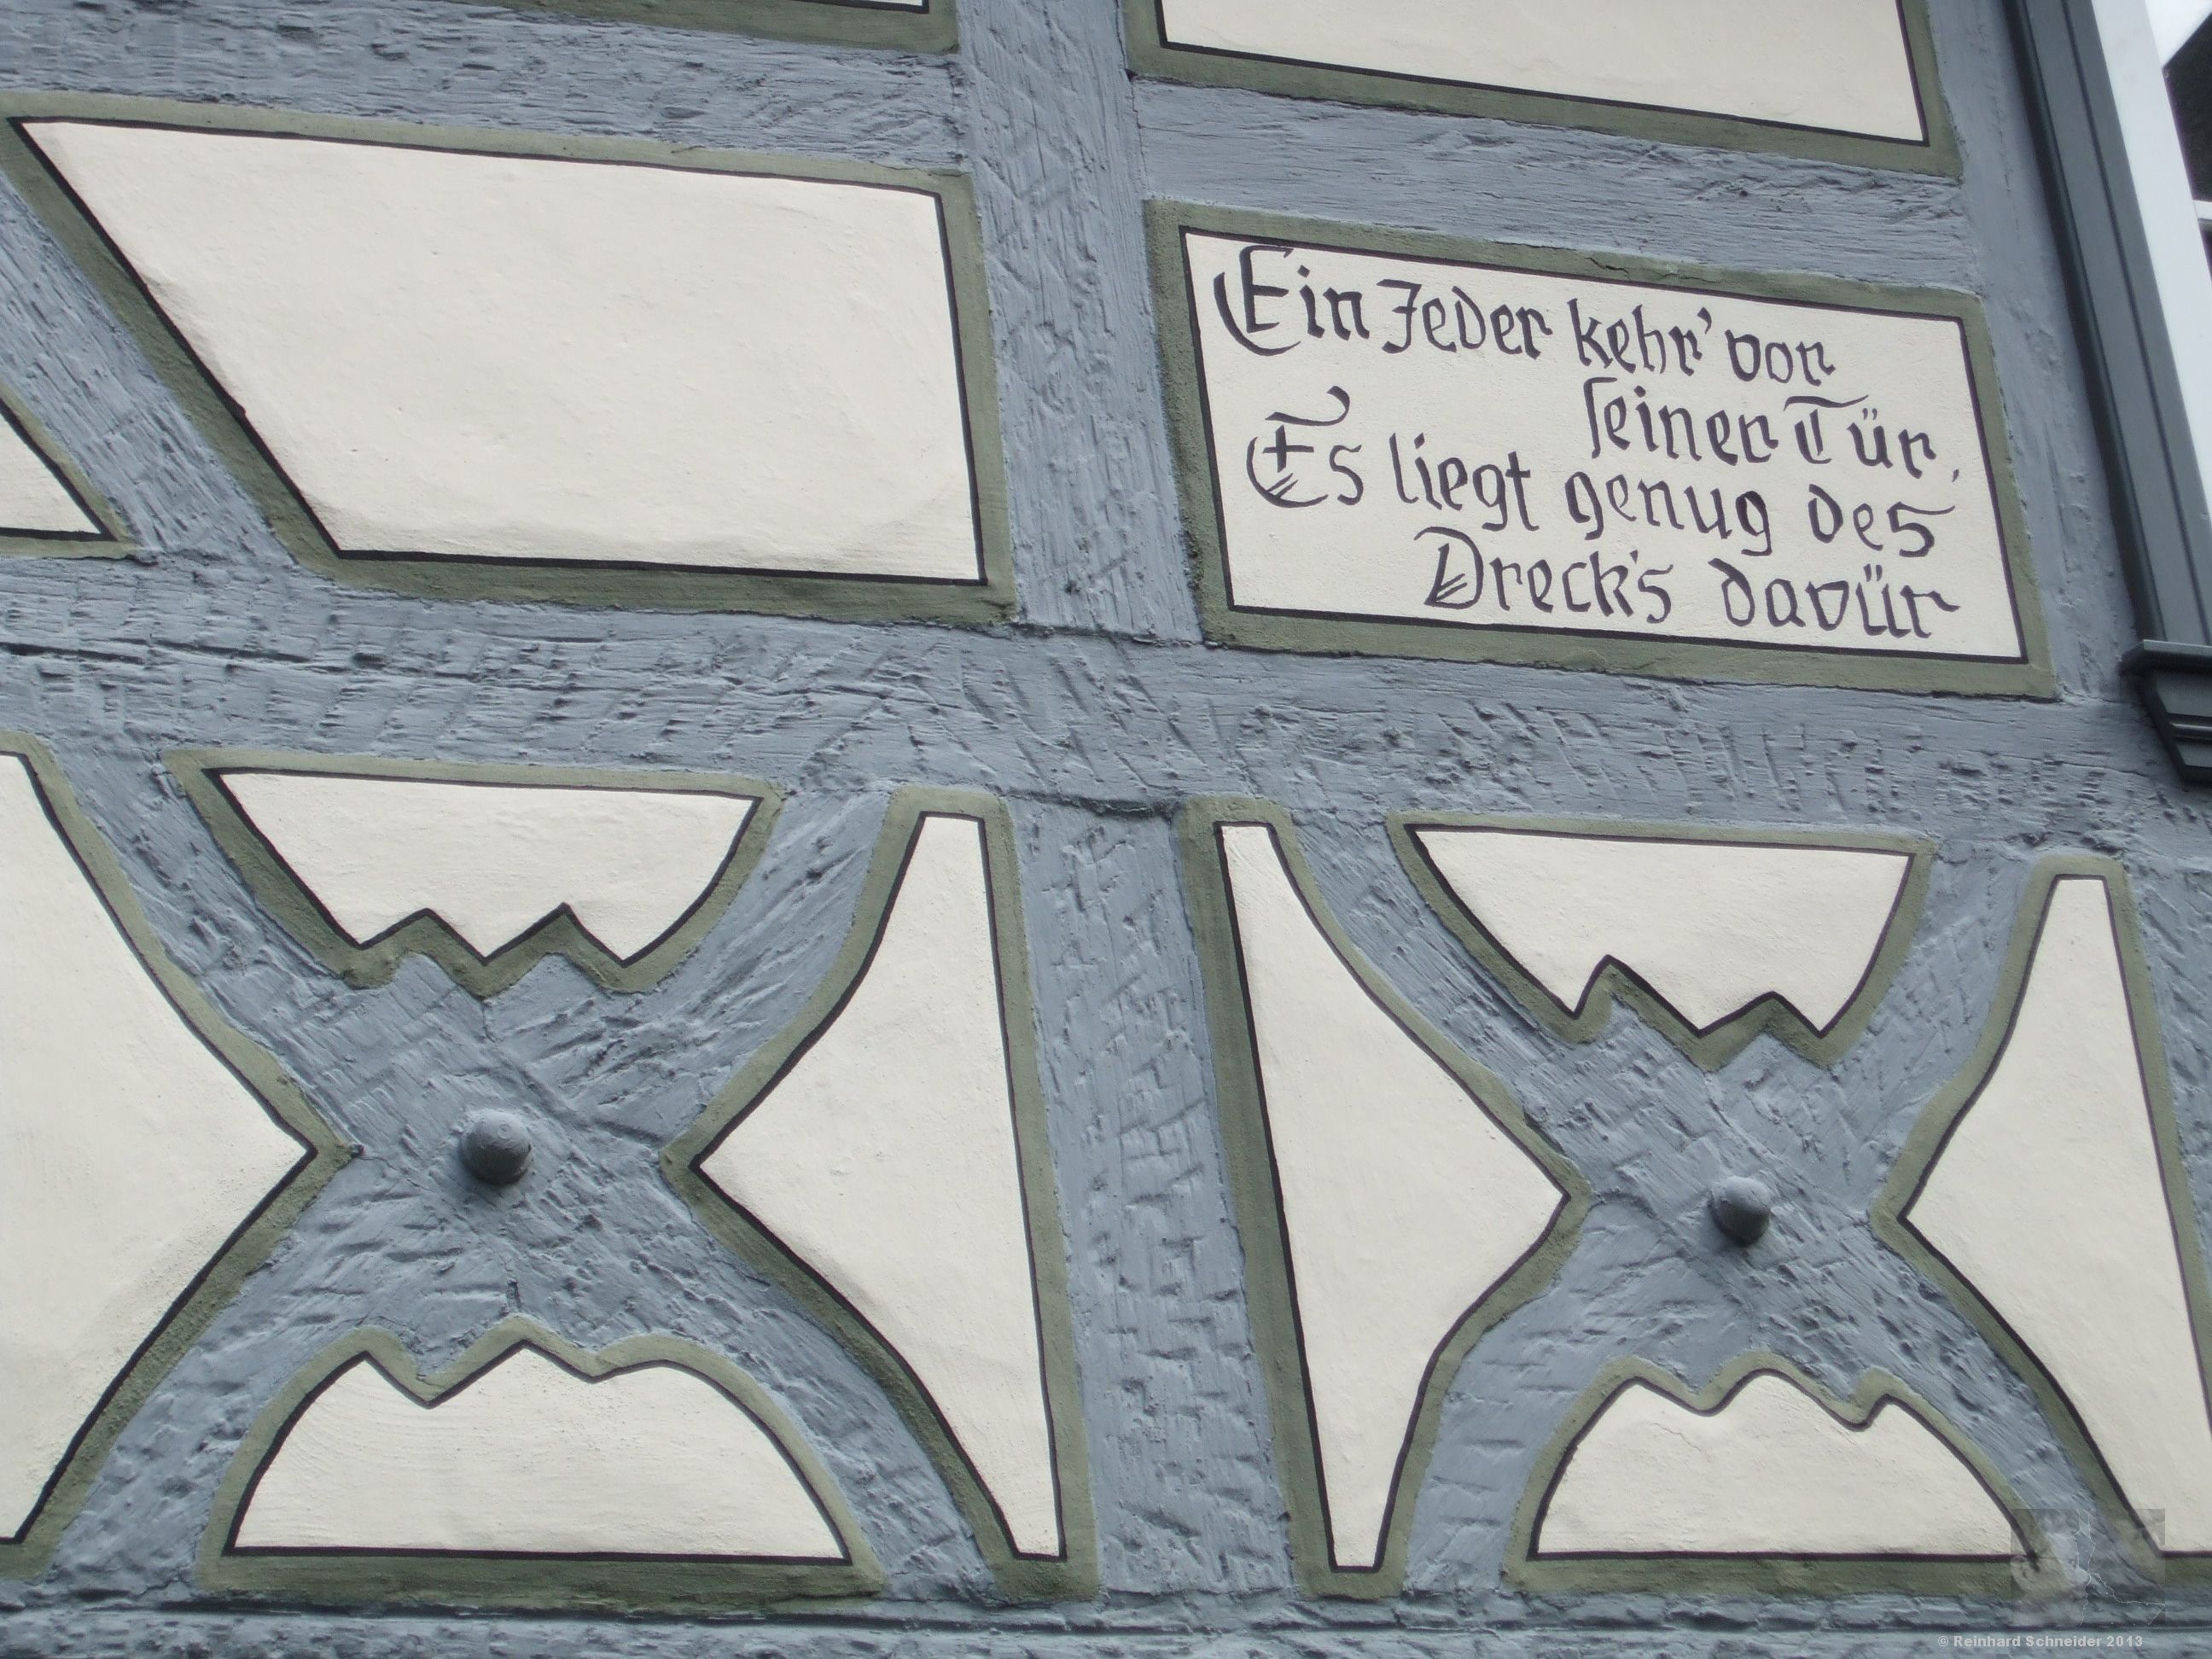 Ein Jeder kehr' vor
seiner Tür,
Es liegt genug des
Dreck's davür
© Reinhard Schneider 2013